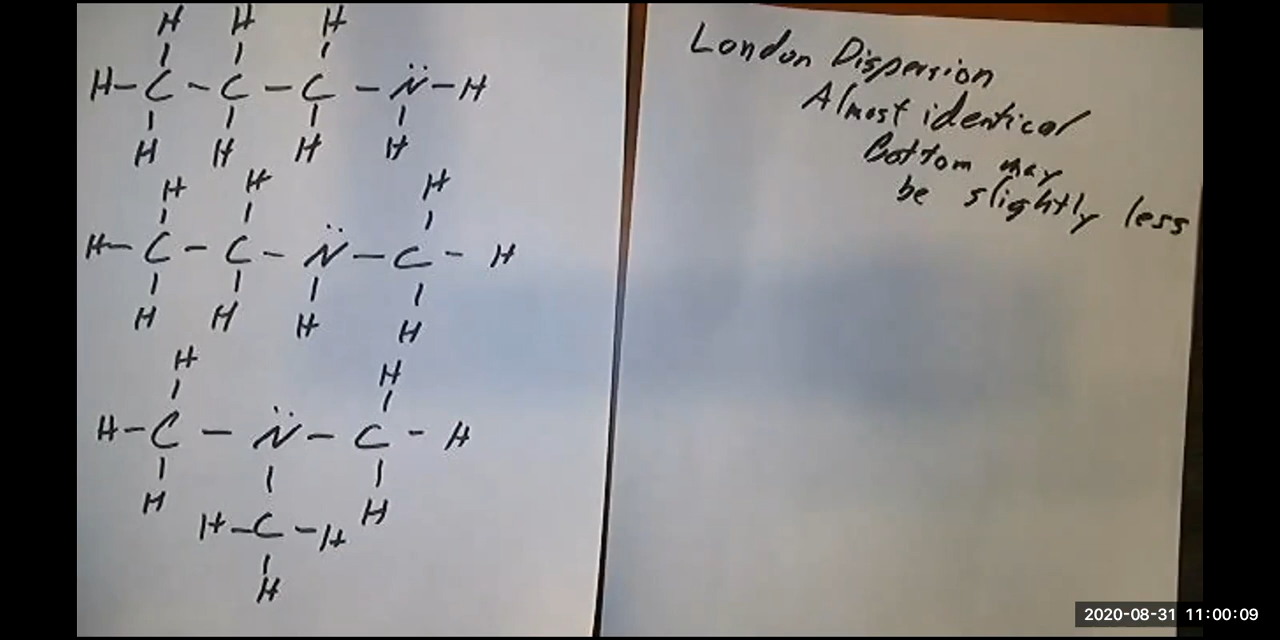 H H H
H-C-C-C-N̈-H
H H H H
H H H
H-C-C-N̈-C-H
H H H H
H H
H-C-N̈-C-H
H H
H-C-H
H
London Dispersion
Almost identical
Bottom may
be slightly less
2020-08-31 11:00:09